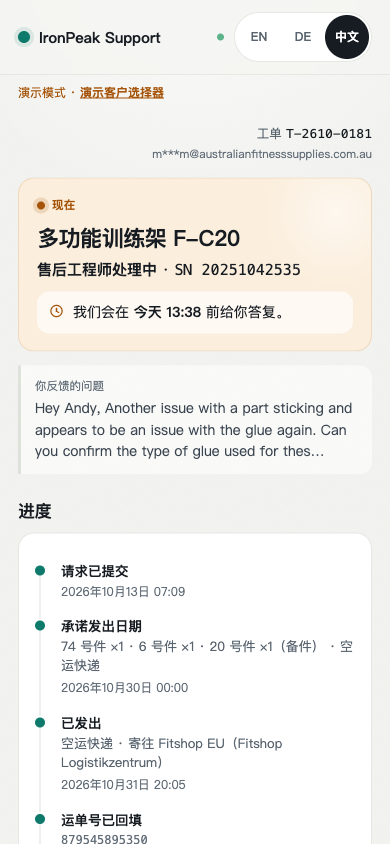 IronPeak Support
EN
DE
中文
演示模式 · 演示客户选择器
工单 T-2610-0181
m***m@australianfitnesssupplies.com.au
现在
多功能训练架 F-C20
售后工程师处理中 · SN 20251042535
我们会在 今天 13:38 前给你答复。
你反馈的问题
Hey Andy, Another issue with a part sticking and
appears to be an issue with the glue again. Can
you confirm the type of glue used for thes…
进度
请求已提交
2026年10月13日 07:09
承诺发出日期
74 号件 ×1 · 6 号件 ×1 · 20 号件 ×1（备件） · 空
运快递
2026年10月30日 00:00
已发出
空运快递 · 寄往 Fitshop EU（Fitshop
Logistikzentrum）
2026年10月31日 20:05
运单号已回填
879545895350